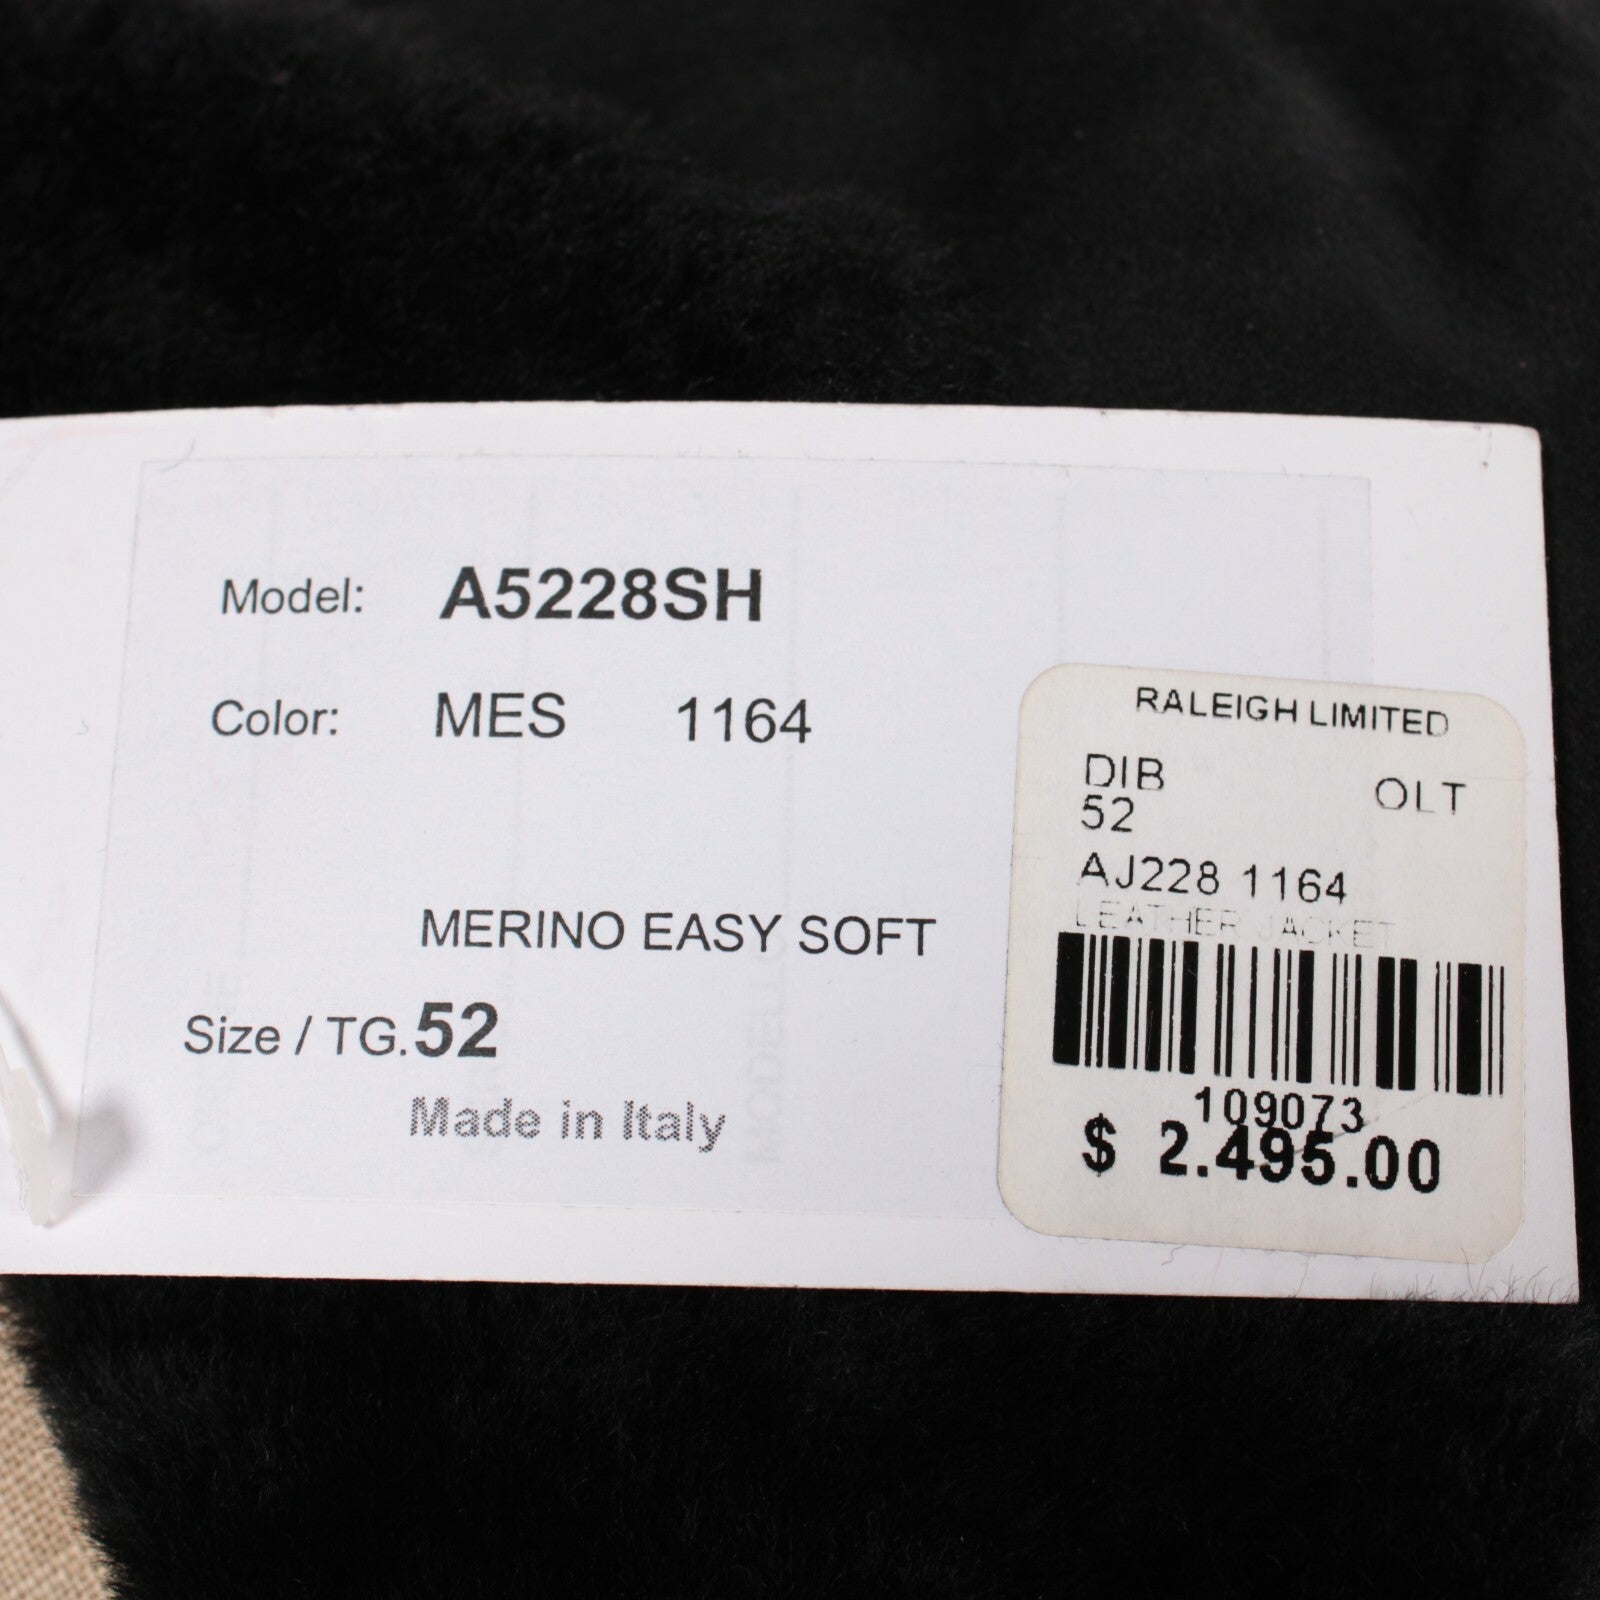 Model: A5228SH
Color: MES 1164
MERINO EASY SOFT
Size / TG. 52
Made in Italy
RALEIGH LIMITED
DIB OLT
52
AJ228 1164
LEATHER JACKET
109073
$ 2.495.00